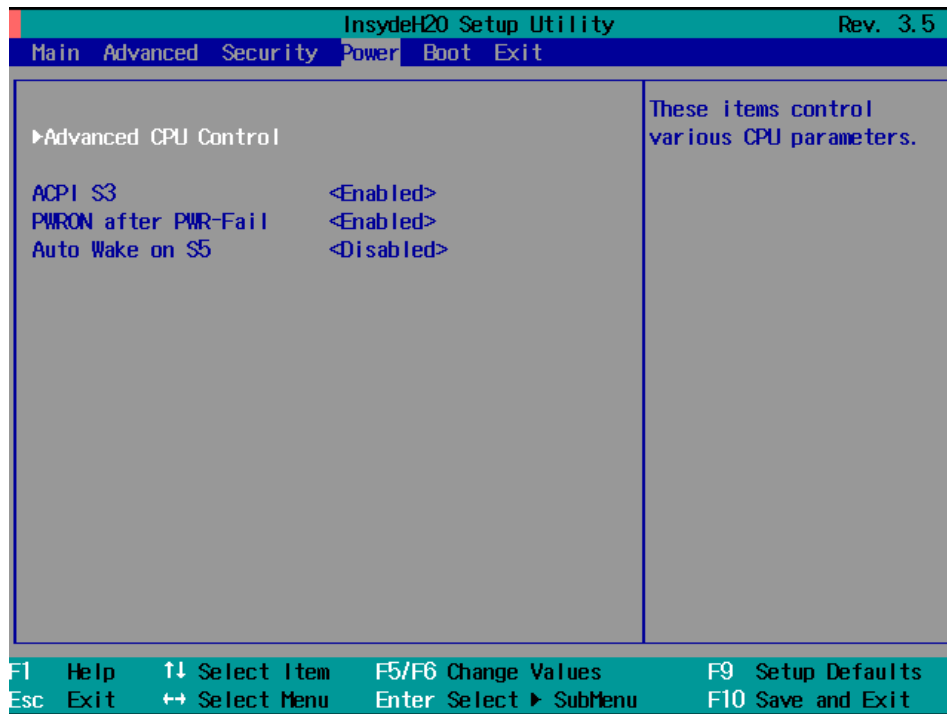 InsydeH20 Setup Utility Rev. 3.5
Main Advanced Security Power Boot Exit
▶Advanced CPU Control
ACPI S3 <Enabled>
PWRON after PWR-Fail <Enabled>
Auto Wake on S5 <Disabled>
These items control
various CPU parameters.
F1 Help ↑↓ Select Item F5/F6 Change Values F9 Setup Defaults
Esc Exit ↔ Select Menu Enter Select ▶ SubMenu F10 Save and Exit